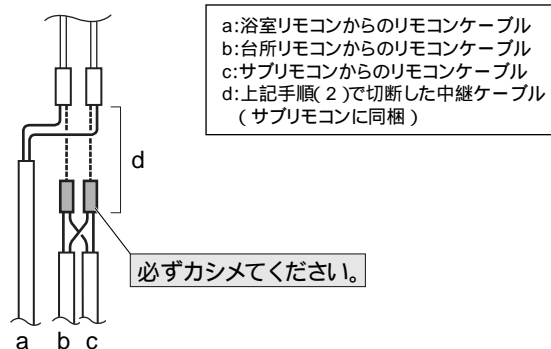 a:浴室リモコンからのリモコンケーブル
b:台所リモコンからのリモコンケーブル
c:サブリモコンからのリモコンケーブル
d:上記手順(2)で切断した中継ケーブル
(サブリモコンに同梱)
d
必ずカシメてください。
a b c